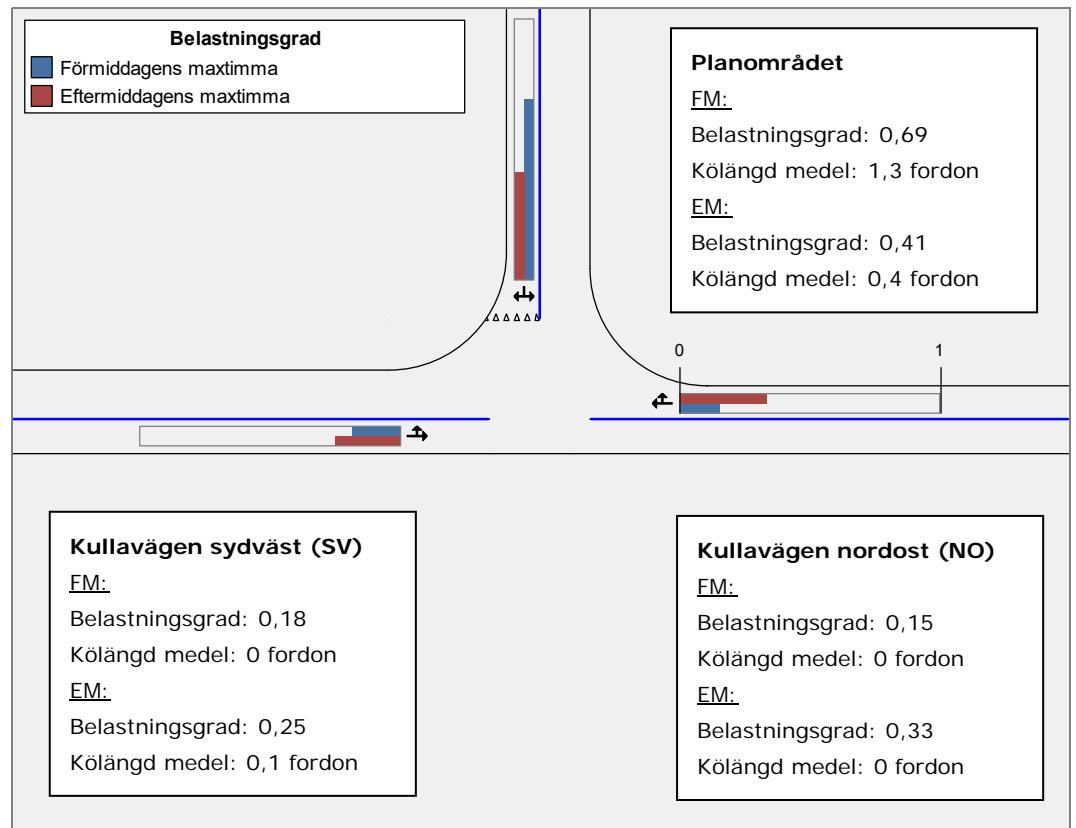 Belastningsgrad
Förmiddagens maxtimma
Eftermiddagens maxtimma
Planområdet
FM:
Belastningsgrad: 0,69
Kölängd medel: 1,3 fordon
EM:
Belastningsgrad: 0,41
Kölängd medel: 0,4 fordon
0 1
Kullavägen sydväst (SV)
FM:
Belastningsgrad: 0,18
Kölängd medel: 0 fordon
EM:
Belastningsgrad: 0,25
Kölängd medel: 0,1 fordon
Kullavägen nordost (NO)
FM:
Belastningsgrad: 0,15
Kölängd medel: 0 fordon
EM:
Belastningsgrad: 0,33
Kölängd medel: 0 fordon